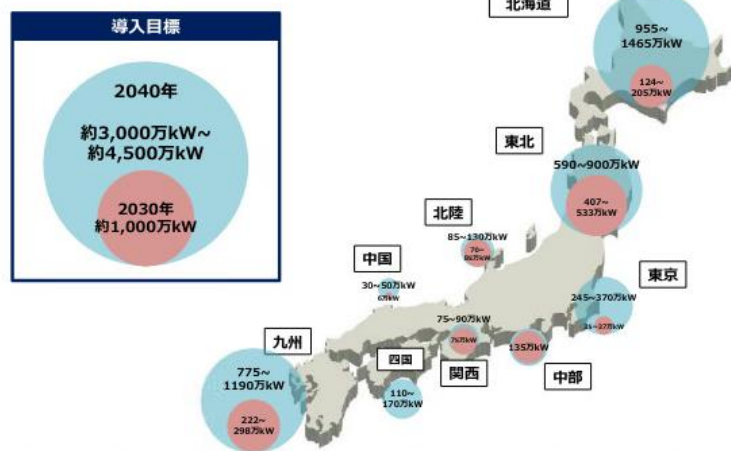 導入目標
2040年
約3,000万kW~
約4,500万kW
2030年
約1,000万kW
北海道
955~
1465万kW
124~
205万kW
東北
590~900万kW
407~
533万kW
北陸
85~130万kW
70~
中国
30~50万kW
東京
245~370万kW
75~90万kW
関西
135万kW
中部
四国
110~
170万kW
九州
775~
1190万kW
222~
298万kW